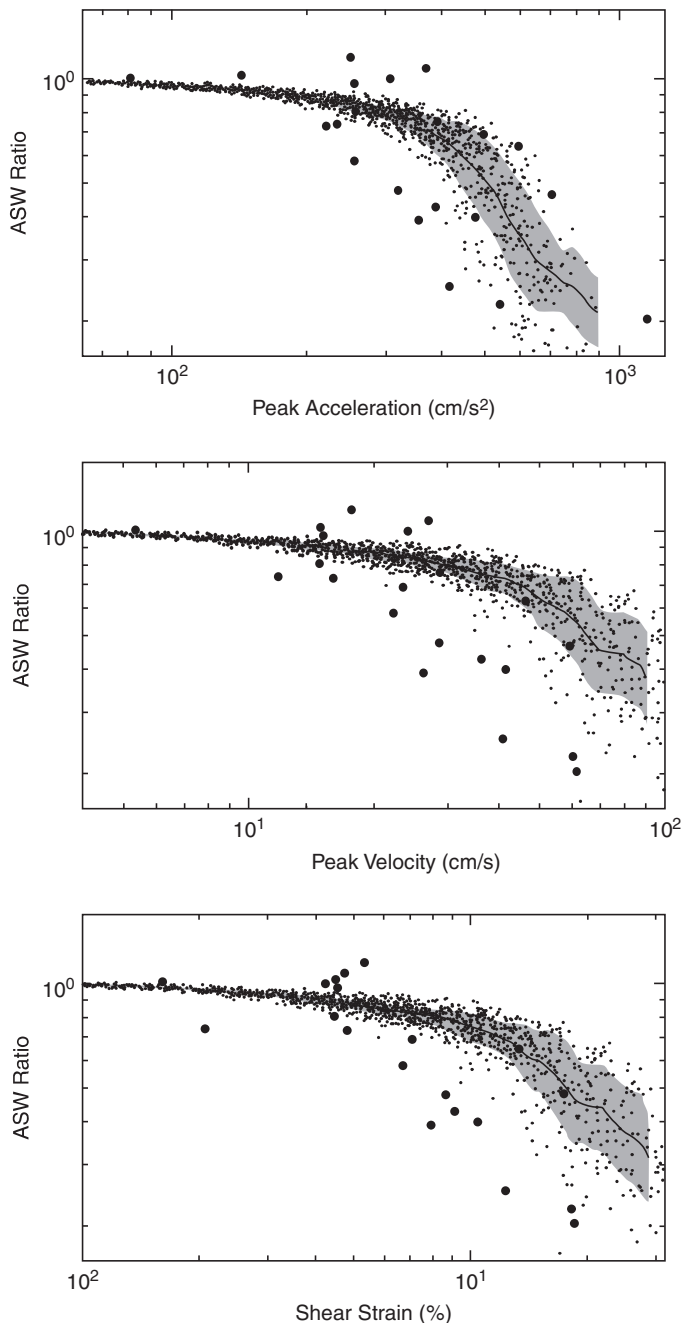 10⁰
ASW Ratio
10² 10³
Peak Acceleration (cm/s²)
10⁰
ASW Ratio
10¹ 10²
Peak Velocity (cm/s)
10⁰
ASW Ratio
10² 10¹
Shear Strain (%)